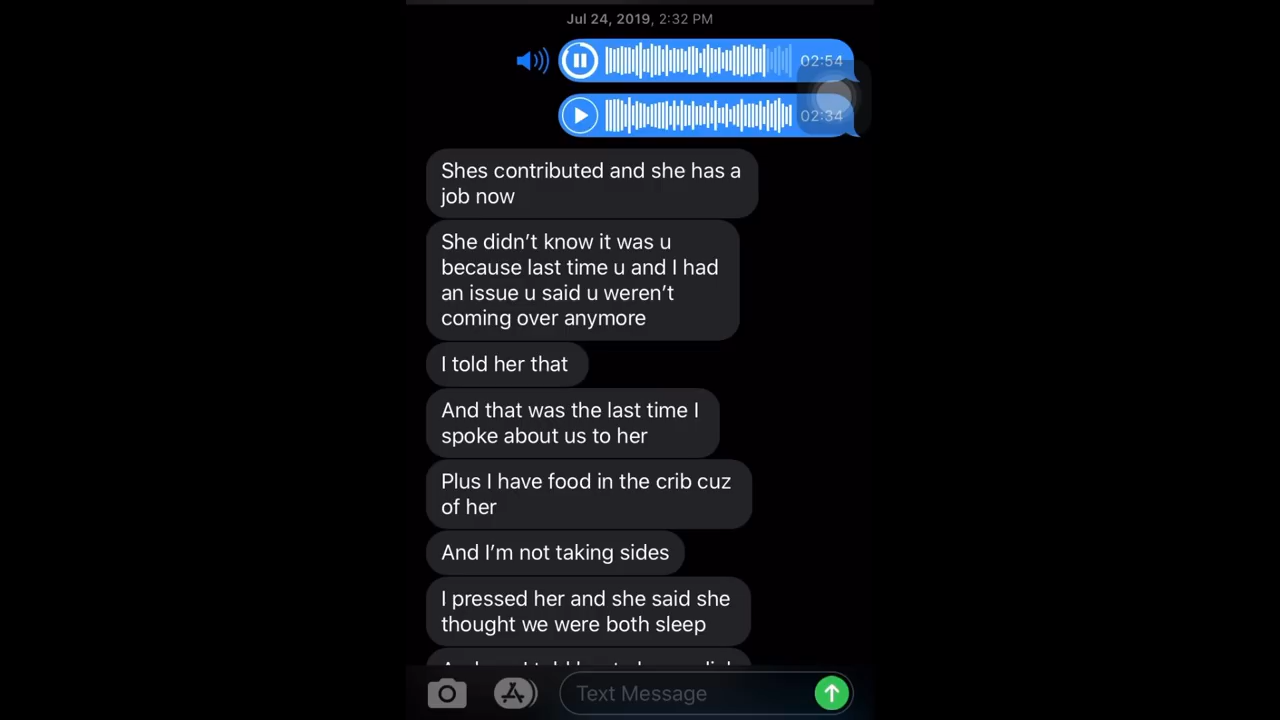 Jul 24, 2019, 2:32 PM
02:54
02:34
Shes contributed and she has a
job now
She didn't know it was u
because last time u and I had
an issue u said u weren't
coming over anymore
I told her that
And that was the last time I
spoke about us to her
Plus I have food in the crib cuz
of her
And I'm not taking sides
I pressed her and she said she
thought we were both sleep
Text Message